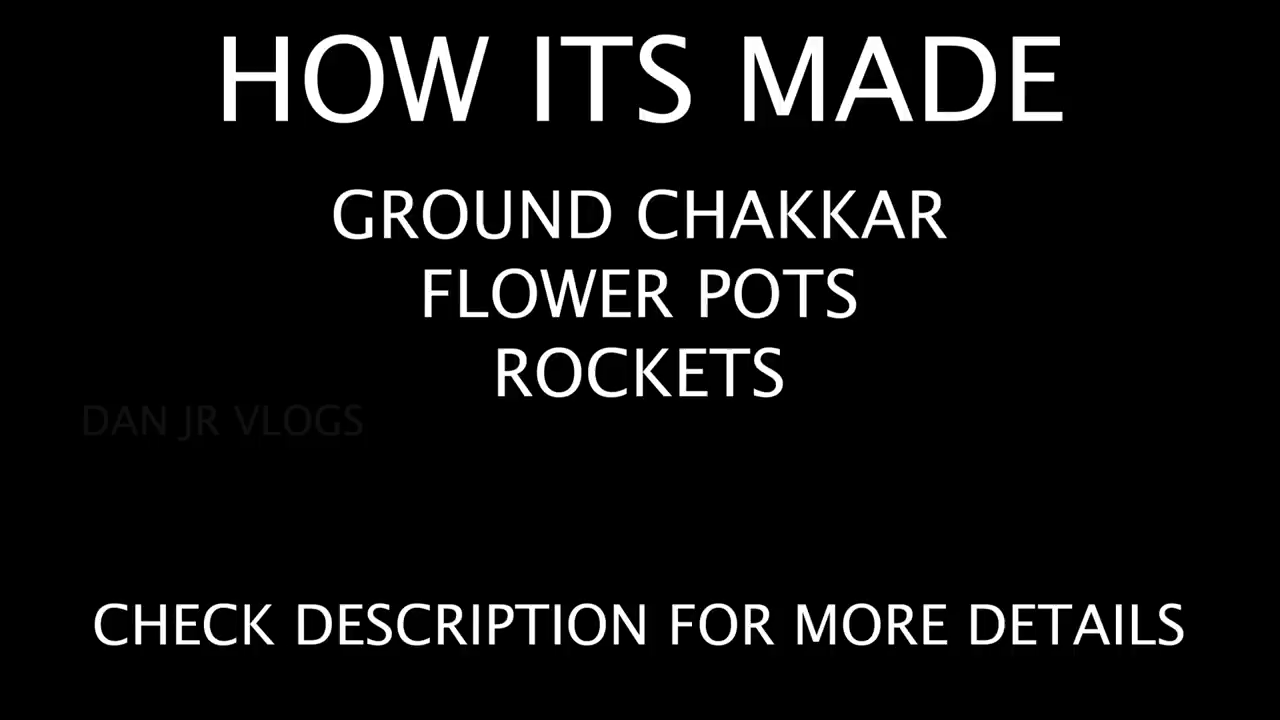 HOW ITS MADE
GROUND CHAKKAR
FLOWER POTS
ROCKETS
DAN JR VLOGS
CHECK DESCRIPTION FOR MORE DETAILS